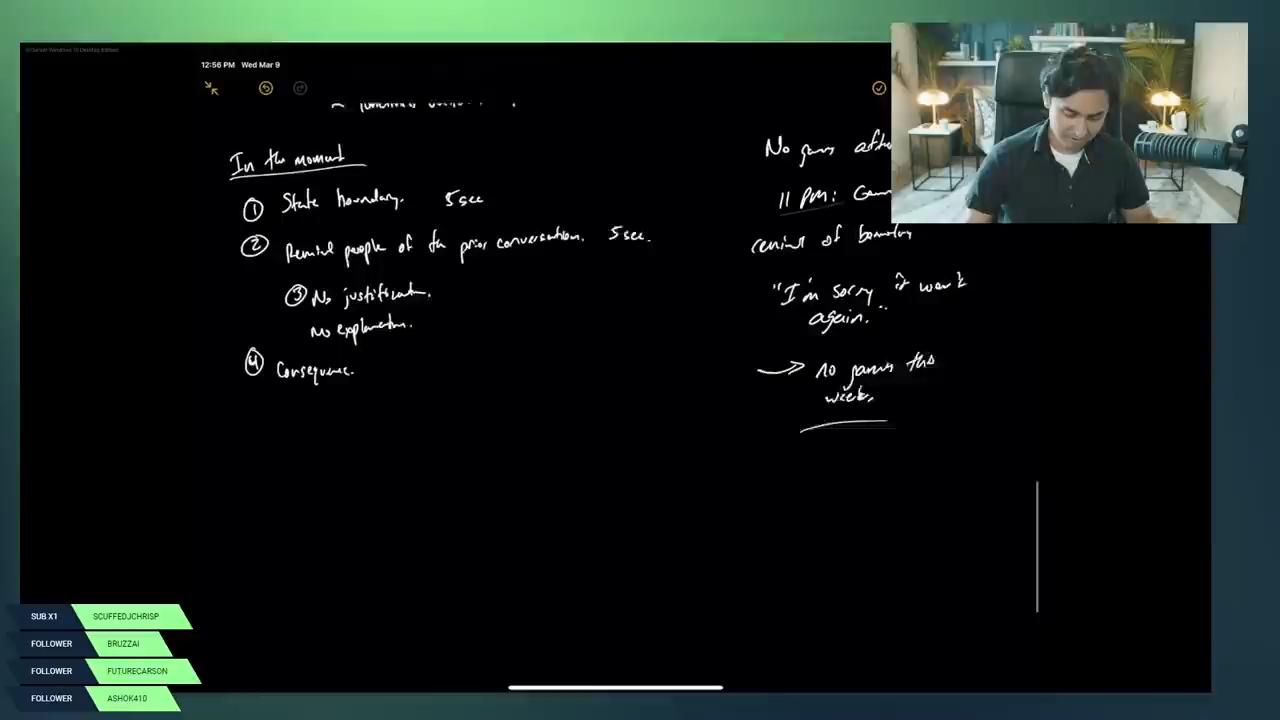 12:56 PM Wed Mar 9
In the moment
① State boundary. 5 sec
② Remind people of the prior conversation. 5 sec.
③ No justification.
No explanation.
④ Consequence.
No games after
11 PM: Gam
of boundary
"I'm sorry it won't
again."
→ no games this
week.
SUB X1 SCUFFEDJCHRISP
FOLLOWER BRUZZAI
FOLLOWER FUTURECARSON
FOLLOWER ASHOK410